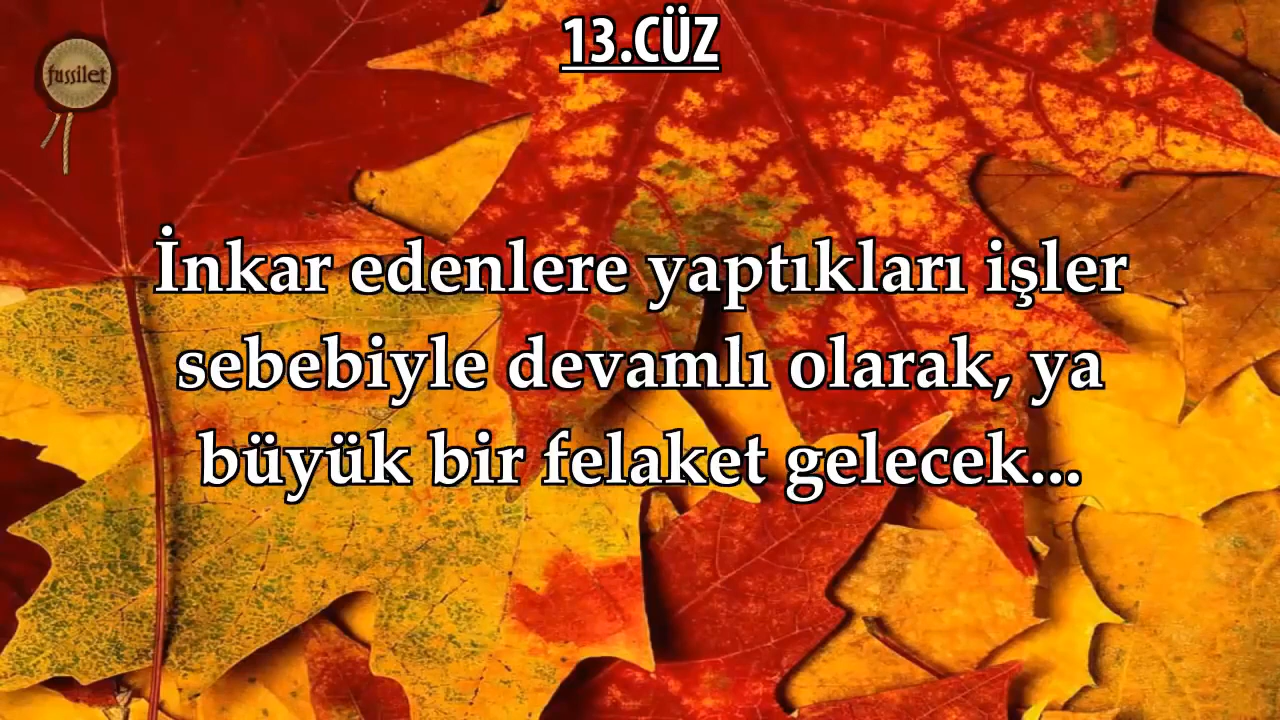 13.CÜZ
fussilet
İnkar edenlere yaptıkları işler
sebebiyle devamlı olarak, ya
büyük bir felaket gelecek...